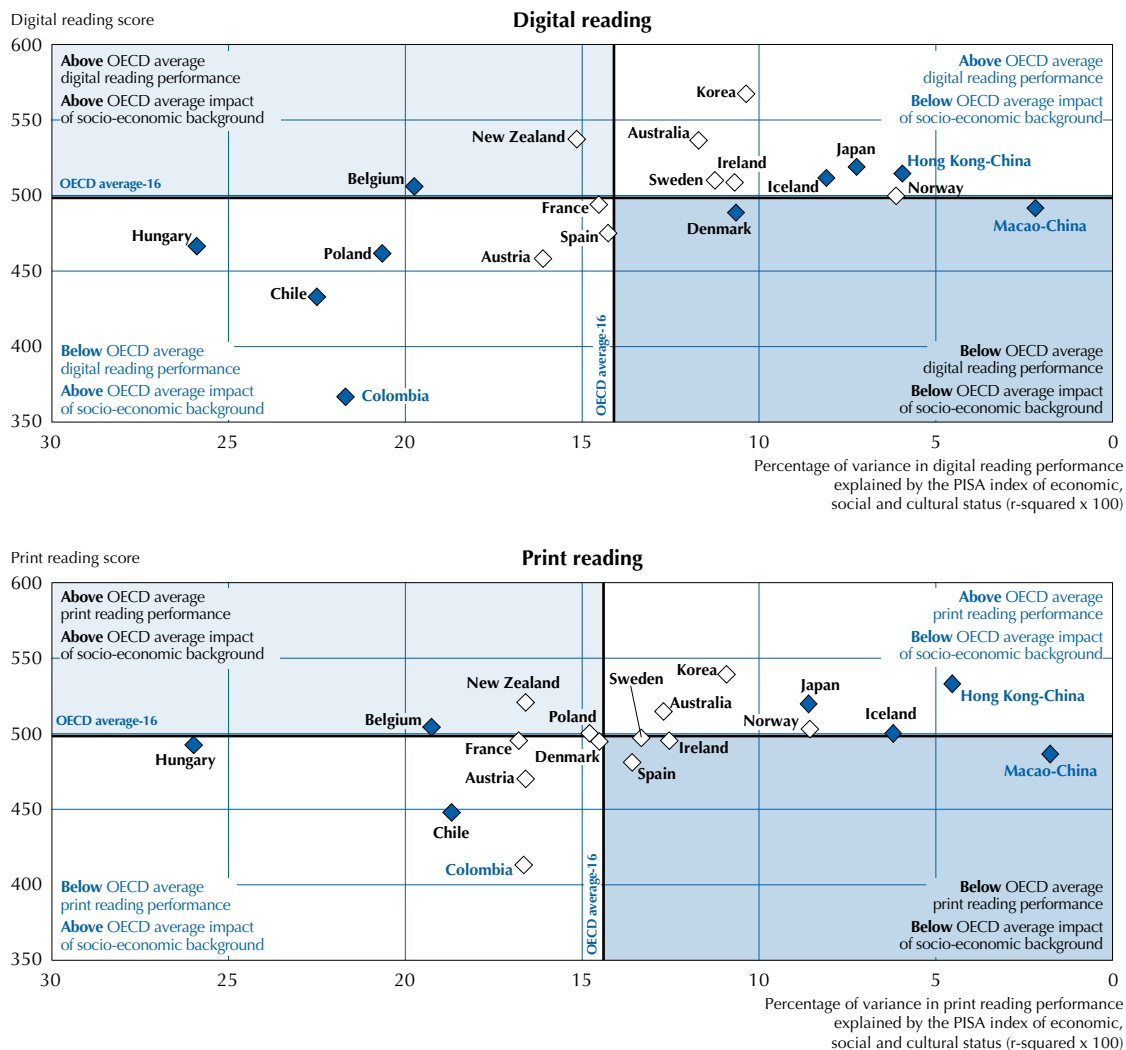 Digital reading score
Digital reading
600
Above OECD average
digital reading performance
Above OECD average impact
of socio-economic background
Above OECD average
digital reading performance
Below OECD average impact
of socio-economic background
Korea
550
New Zealand
Australia
Japan
Ireland
Hong Kong-China
Belgium
Sweden
Iceland
Norway
OECD average-16
500
France
Denmark
Macao-China
Hungary
Spain
Poland
Austria
450
Chile
400
OECD average-16
Below OECD average
digital reading performance
Above OECD average impact
of socio-economic background
Below OECD average
digital reading performance
Below OECD average impact
of socio-economic background
Colombia
350
30 25 20 15 10 5 0
Percentage of variance in digital reading performance
explained by the PISA index of economic,
social and cultural status (r-squared x 100)
Print reading score
Print reading
600
Above OECD average
print reading performance
Above OECD average impact
of socio-economic background
Above OECD average
print reading performance
Below OECD average impact
of socio-economic background
550
Korea
Sweden
New Zealand
Japan
Hong Kong-China
Australia
Belgium
Poland
Norway
Iceland
OECD average-16
500
Hungary
France
Denmark
Ireland
Austria
Spain
Macao-China
450
Chile
Colombia
400
OECD average-16
Below OECD average
print reading performance
Above OECD average impact
of socio-economic background
Below OECD average
print reading performance
Below OECD average impact
of socio-economic background
350
30 25 20 15 10 5 0
Percentage of variance in print reading performance
explained by the PISA index of economic,
social and cultural status (r-squared x 100)